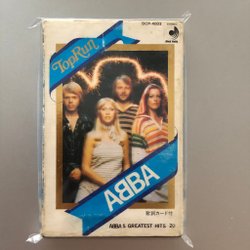 TopRun
ABBA
歌詞カード付
ABBA'S GREATEST HITS 20